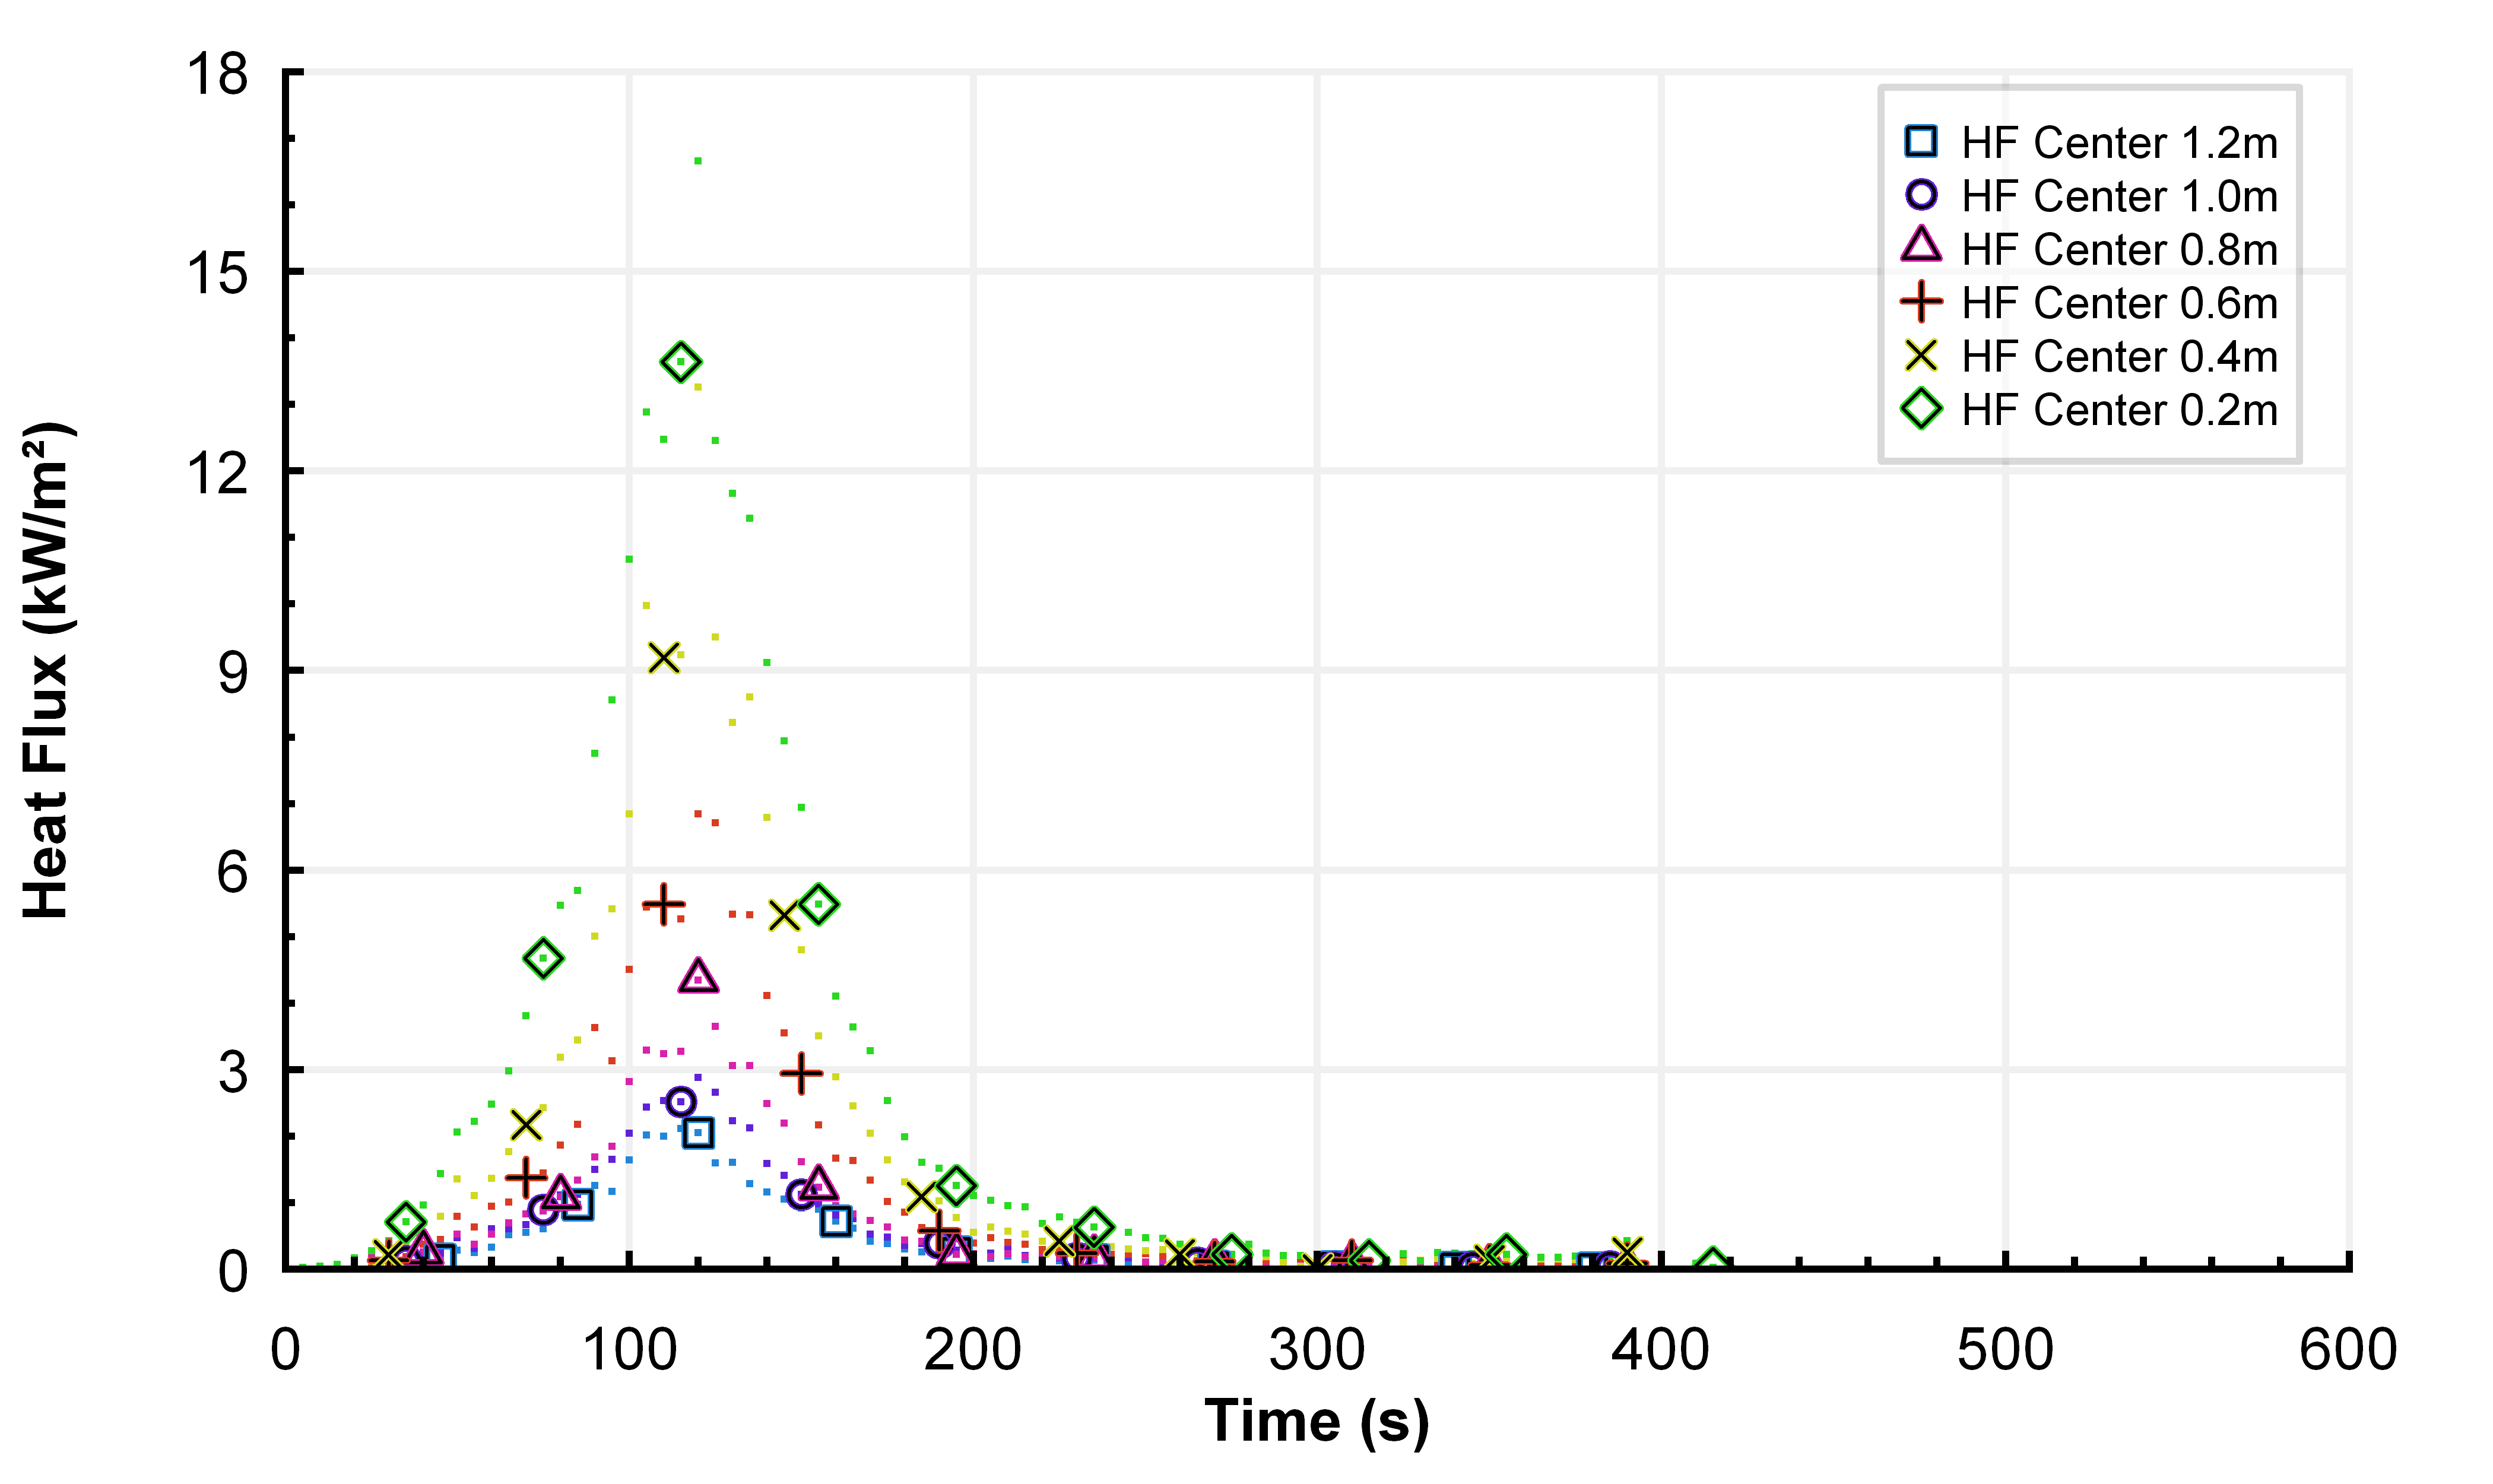 18
15
12
9
6
3
0
Heat Flux (kW/m²)
HF Center 1.2m
HF Center 1.0m
HF Center 0.8m
HF Center 0.6m
HF Center 0.4m
HF Center 0.2m
0 100 200 300 400 500 600
Time (s)